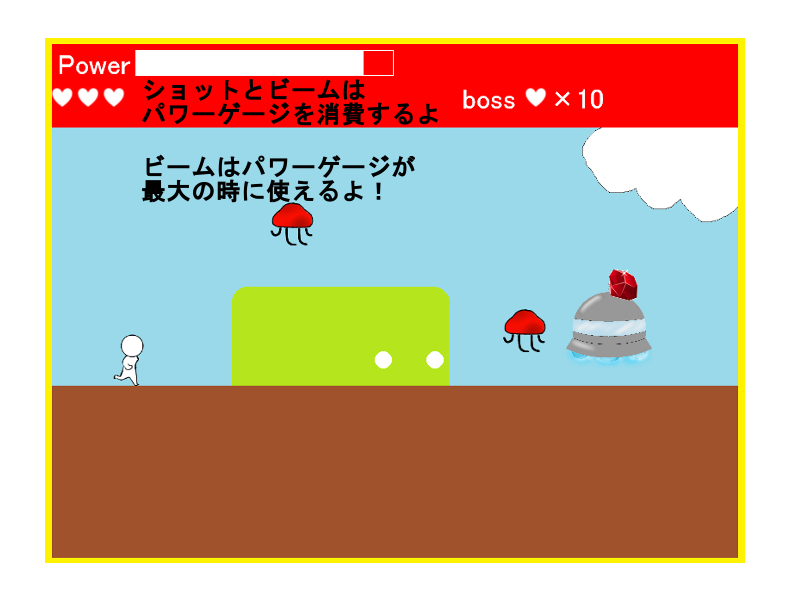 Power
ショットとビームは
パワーゲージを消費するよ
boss ♥×10
ビームはパワーゲージが
最大の時に使えるよ！